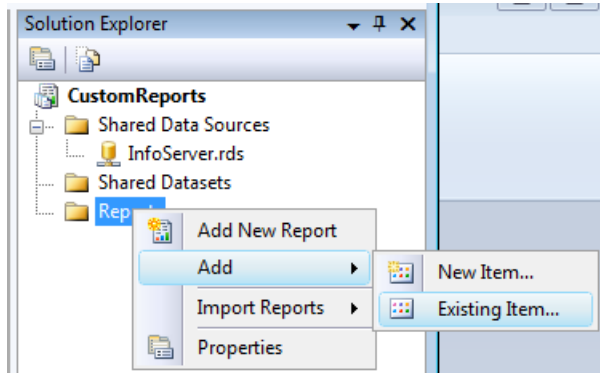 Solution Explorer
CustomReports
Shared Data Sources
InfoServer.rds
Shared Datasets
Add New Report
Add
New Item...
Import Reports
Existing Item...
Properties